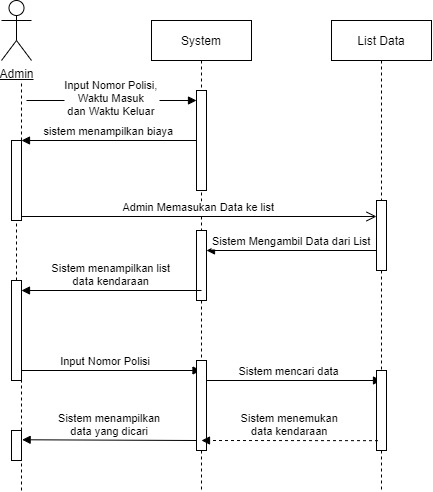 System
List Data
Admin
Input Nomor Polisi,
Waktu Masuk
dan Waktu Keluar
sistem menampilkan biaya
Admin Memasukan Data ke list
Sistem Mengambil Data dari List
Sistem menampilkan list
data kendaraan
Input Nomor Polisi
Sistem mencari data
Sistem menampilkan
data yang dicari
Sistem menemukan
data kendaraan